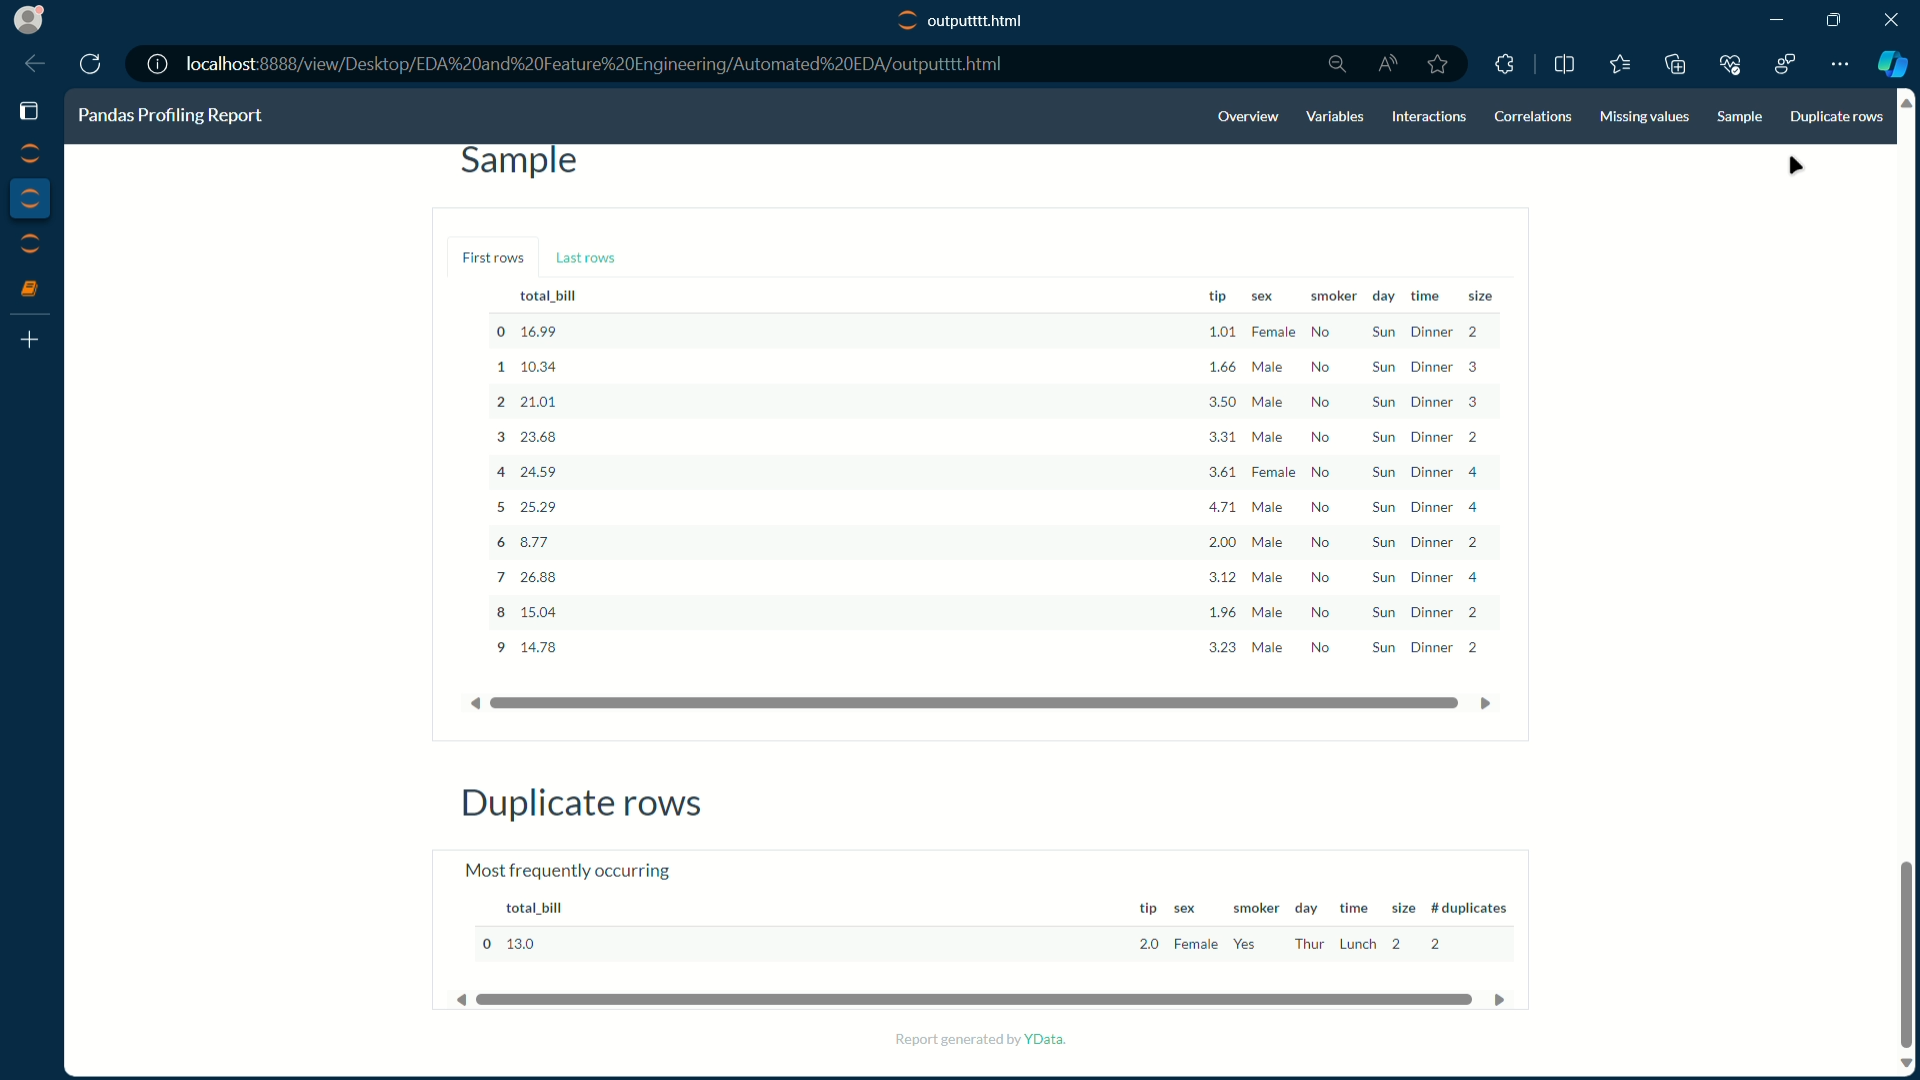 outputttt.html
localhost:8888/view/Desktop/EDA%20and%20Feature%20Engineering/Automated%20EDA/outputttt.html
Pandas Profiling Report Overview Variables Interactions Correlations Missing values Sample Duplicate rows
Sample
First rows Last rows
total_bill tip sex smoker day time size
0 16.99 1.01 Female No Sun Dinner 2
1 10.34 1.66 Male No Sun Dinner 3
2 21.01 3.50 Male No Sun Dinner 3
3 23.68 3.31 Male No Sun Dinner 2
4 24.59 3.61 Female No Sun Dinner 4
5 25.29 4.71 Male No Sun Dinner 4
6 8.77 2.00 Male No Sun Dinner 2
7 26.88 3.12 Male No Sun Dinner 4
8 15.04 1.96 Male No Sun Dinner 2
9 14.78 3.23 Male No Sun Dinner 2
Duplicate rows
Most frequently occurring
total_bill tip sex smoker day time size # duplicates
0 13.0 2.0 Female Yes Thur Lunch 2 2
Report generated by YData.